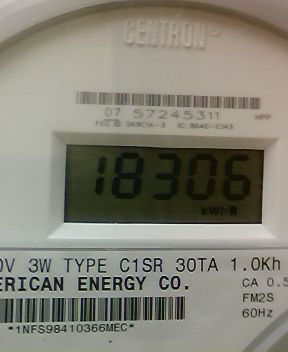 CENTRON®
07 57245311
HPP
18306
kWh
0V 3W TYPE C1SR 30TA 1.0Kh
ERICAN ENERGY CO.
CA 0.5
FM2S
60Hz
*1NFS98410366MEC*